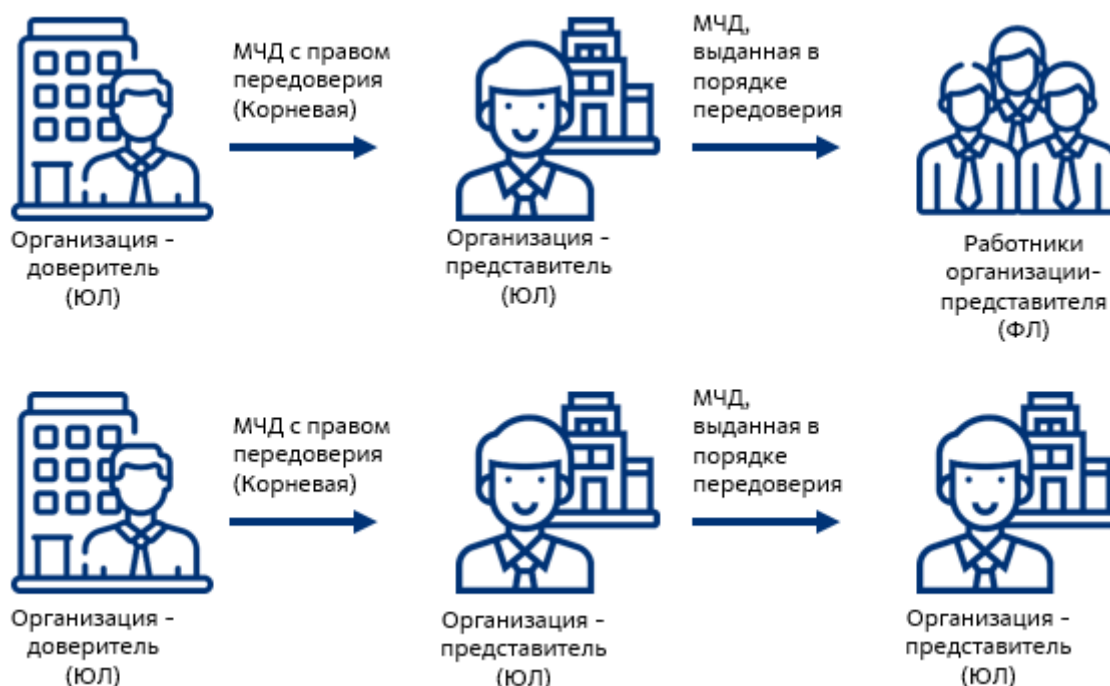 МЧД с правом
передоверия
(Корневая)
МЧД,
выданная в
порядке
передоверия
Организация -
доверитель
(ЮЛ)
Организация -
представитель
(ЮЛ)
Работники
организации-
представителя
(ФЛ)
МЧД с правом
передоверия
(Корневая)
МЧД,
выданная в
порядке
передоверия
Организация -
доверитель
(ЮЛ)
Организация -
представитель
(ЮЛ)
Организация -
представитель
(ЮЛ)